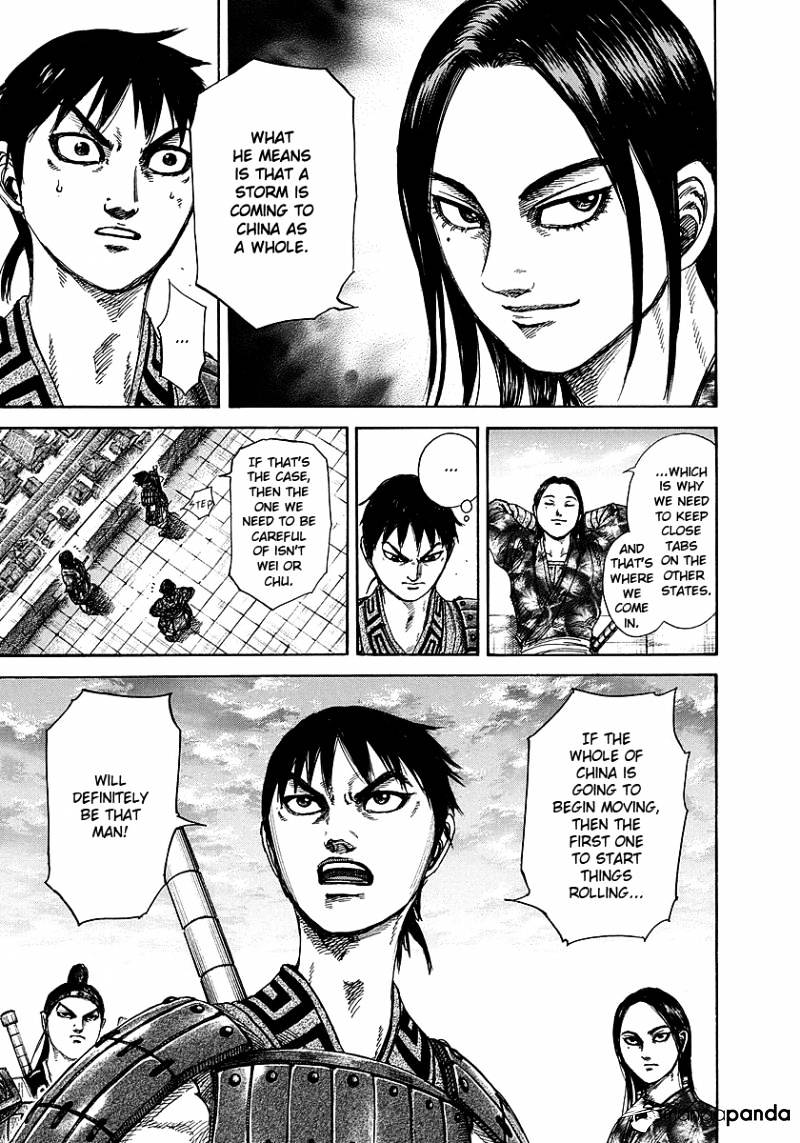 WHAT
HE MEANS
IS THAT A
STORM IS
COMING TO
CHINA AS
A WHOLE.
...
...WHICH
IS WHY
WE NEED
TO KEEP
CLOSE
TABS
ON THE
OTHER
STATES.
AND
THAT'S
WHERE
WE
COME
IN.
...
IF THAT'S
THE CASE,
THEN THE
ONE WE
NEED TO BE
CAREFUL
OF ISN'T
WEI OR
CHU.
STEP
IF THE
WHOLE OF
CHINA IS
GOING TO
BEGIN MOVING,
THEN THE
FIRST ONE
TO START
THINGS
ROLLING...
WILL
DEFINITELY
BE THAT
MAN!
mangapanda